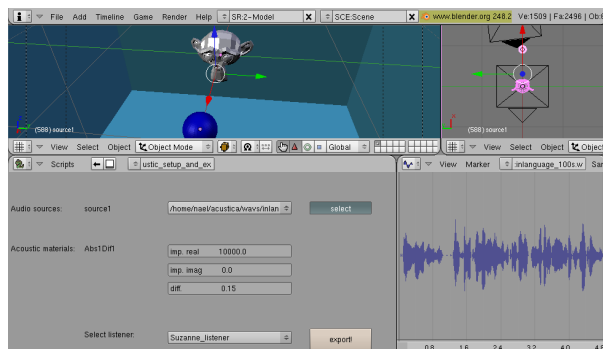 File Add Timeline Game Render Help SR:2-Model X SCE:Scene X www.blender.org 248.2 Ve:1509 | Fa:2496 | Ob:
(588) source1
(588) source1
View Select Object Object Mode Global
View Select Object
Scripts ustic_setup_and_ex
View Marker :inlanguage_100s.w Sa
Audio sources: source1 /home/nael/acustica/wavs/inlan select
Acoustic materials: Abs1Dif1 imp. real 10000.0
imp. imag 0.0
diff. 0.15
Select listener: Suzanne_listener export!
0.8 1.6 2.4 3.2 4.0 4.8